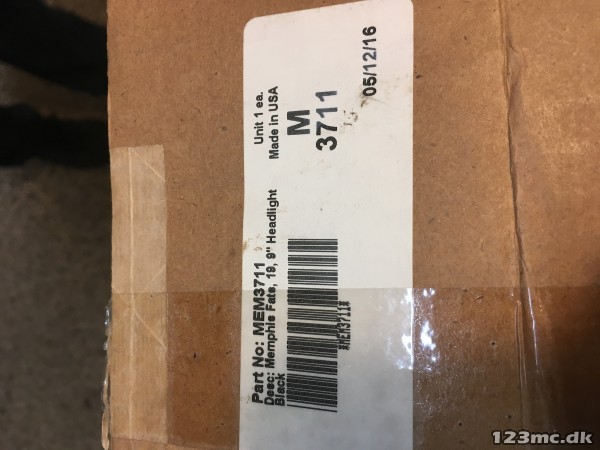 Part No: MEM3711
Desc: Memphis Fats, 19, 9" Headlight
Black
*MEM3711*
Unit 1 ea.
Made in USA
M
3711
05/12/16
123mc.dk